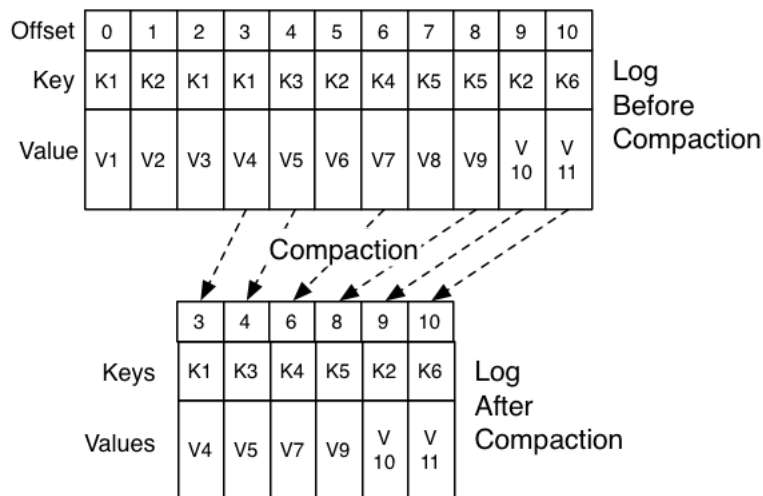 Offset 0 1 2 3 4 5 6 7 8 9 10
Key K1 K2 K1 K1 K3 K2 K4 K5 K5 K2 K6
Value V1 V2 V3 V4 V5 V6 V7 V8 V9 V 10 V 11
Log
Before
Compaction
Compaction
3 4 6 8 9 10
Keys K1 K3 K4 K5 K2 K6
Values V4 V5 V7 V9 V 10 V 11
Log
After
Compaction